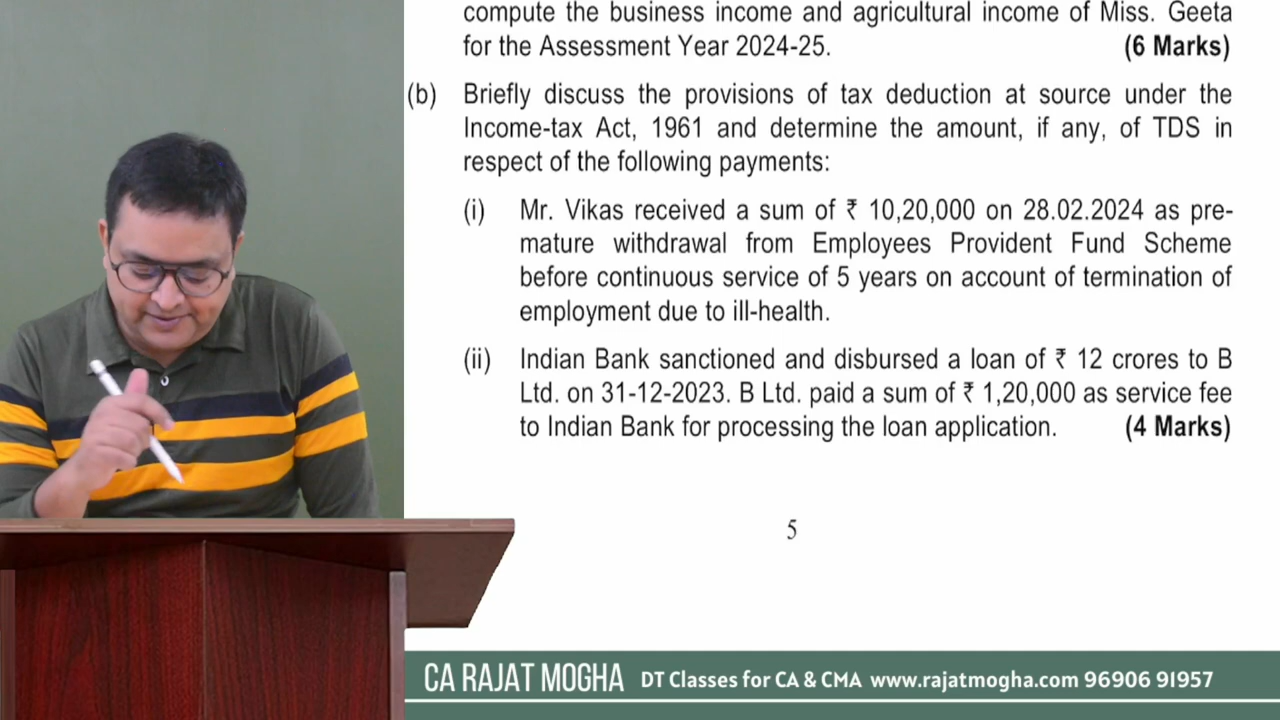 compute the business income and agricultural income of Miss. Geeta
for the Assessment Year 2024-25. (6 Marks)
(b) Briefly discuss the provisions of tax deduction at source under the
Income-tax Act, 1961 and determine the amount, if any, of TDS in
respect of the following payments:
(i) Mr. Vikas received a sum of ₹ 10,20,000 on 28.02.2024 as pre-
mature withdrawal from Employees Provident Fund Scheme
before continuous service of 5 years on account of termination of
employment due to ill-health.
(ii) Indian Bank sanctioned and disbursed a loan of ₹ 12 crores to B
Ltd. on 31-12-2023. B Ltd. paid a sum of ₹ 1,20,000 as service fee
to Indian Bank for processing the loan application. (4 Marks)
5
CA RAJAT MOGHA DT Classes for CA & CMA www.rajatmogha.com 96906 91957